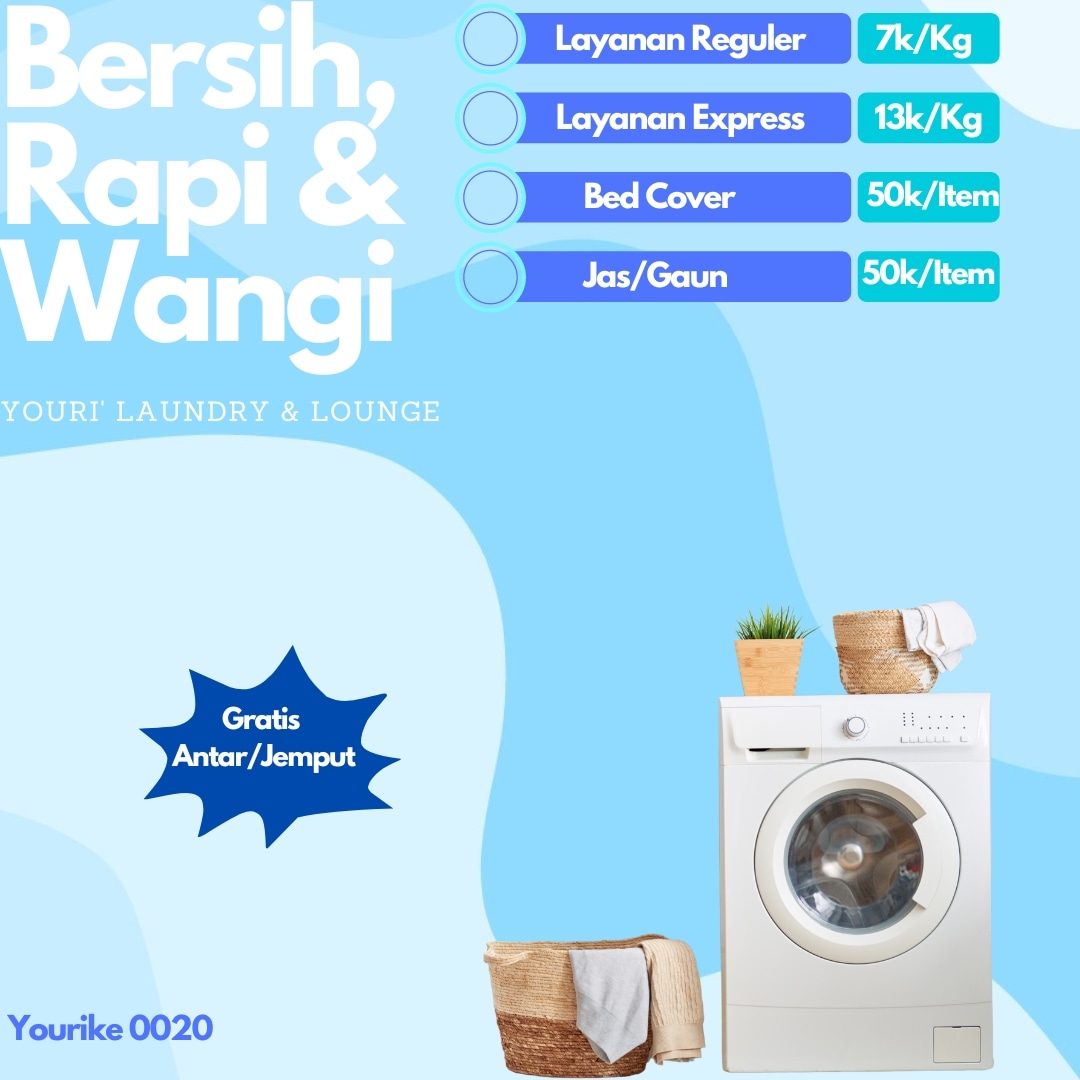 Bersih,
Rapi &
Wangi
YOURI' LAUNDRY & LOUNGE
Layanan Reguler 7k/Kg
Layanan Express 13k/Kg
Bed Cover 50k/Item
Jas/Gaun 50k/Item
Gratis
Antar/Jemput
Yourike 0020